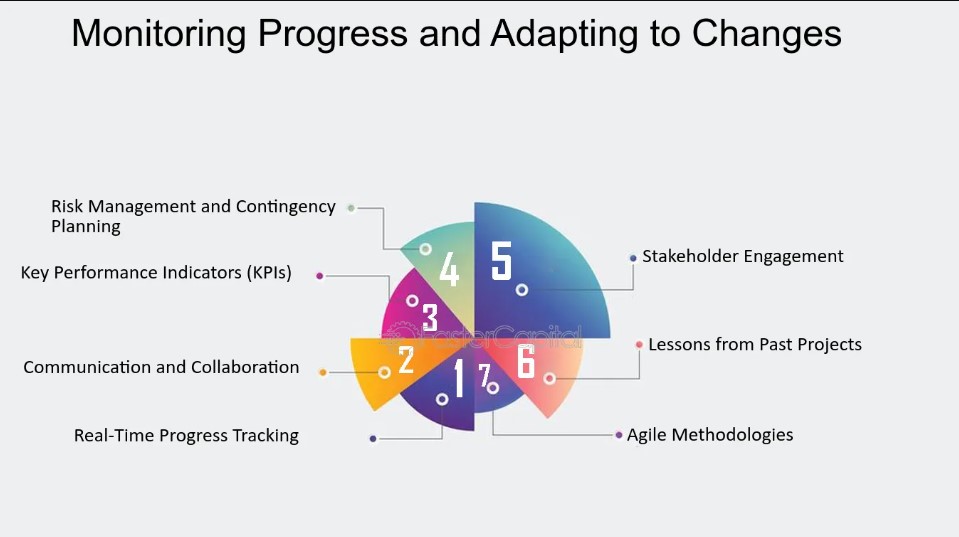 Monitoring Progress and Adapting to Changes
Risk Management and Contingency
Planning
Key Performance Indicators (KPIs)
Communication and Collaboration
Real-Time Progress Tracking
4
5
3
2
1
7
6
FasterCapital
Stakeholder Engagement
Lessons from Past Projects
Agile Methodologies